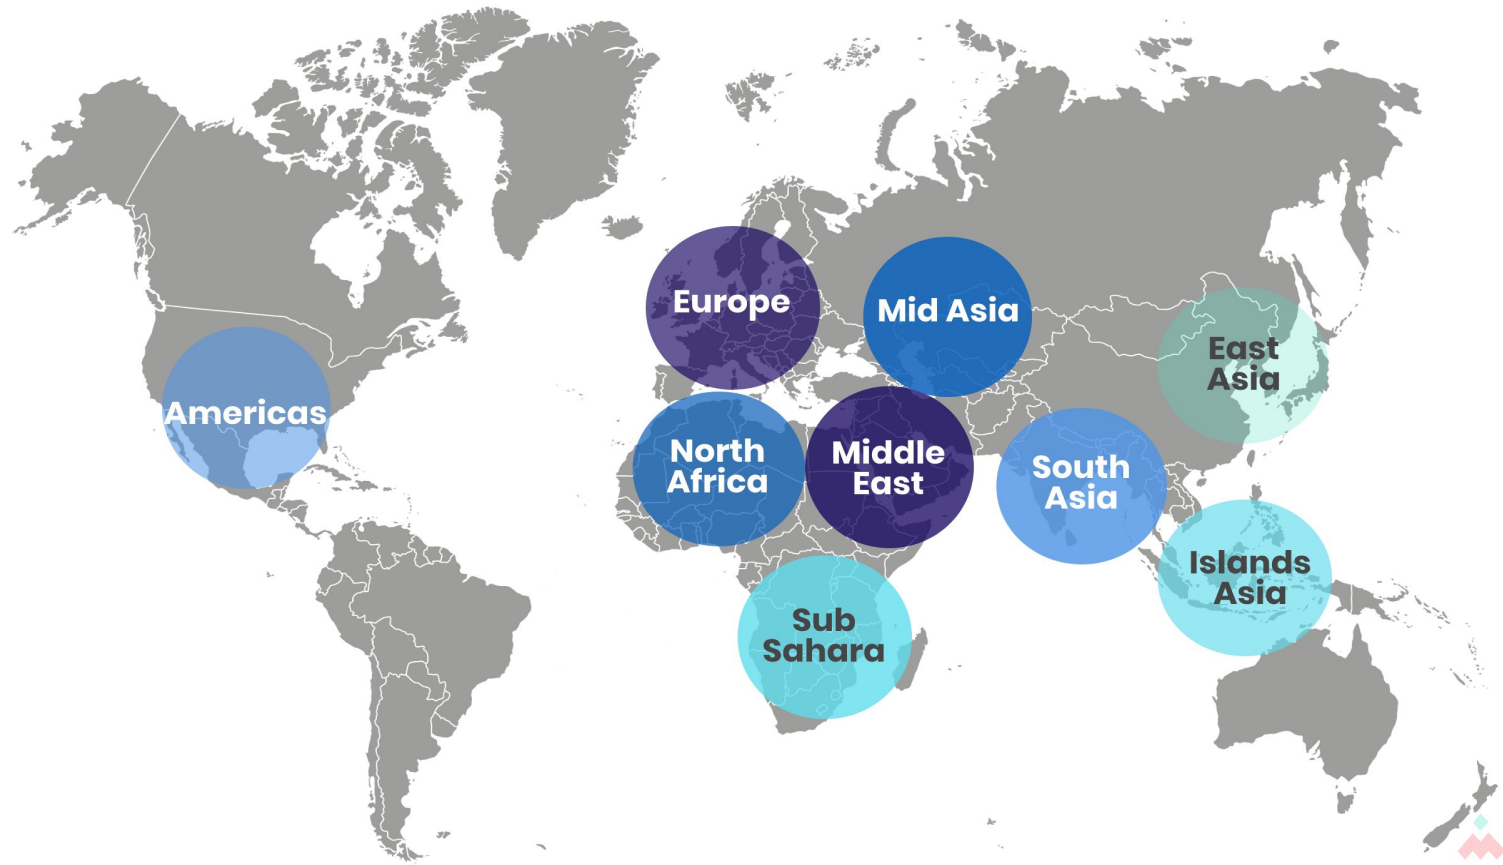 Europe
Mid Asia
East
Asia
Americas
North
Africa
Middle
East
South
Asia
Islands
Asia
Sub
Sahara